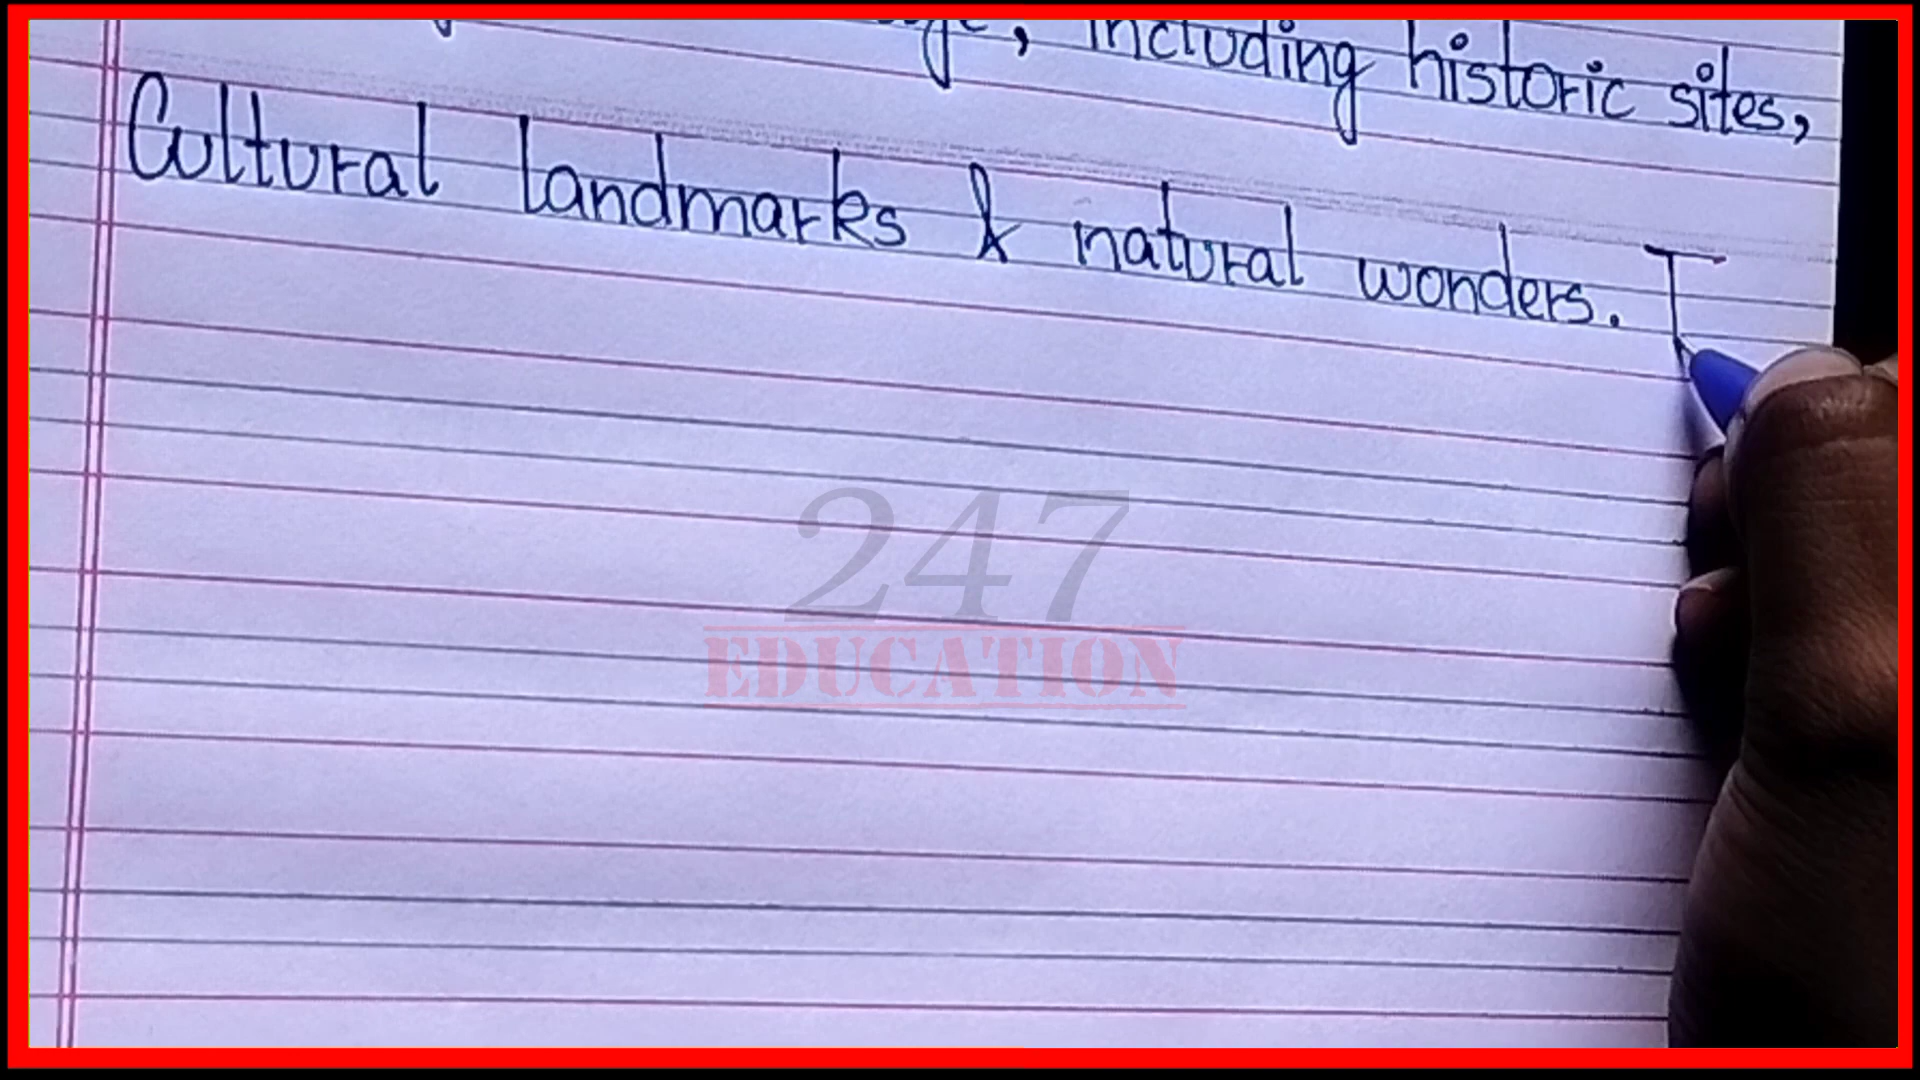 , including historic sites,
Cultural landmarks & natural wonders. T
247
EDUCATION